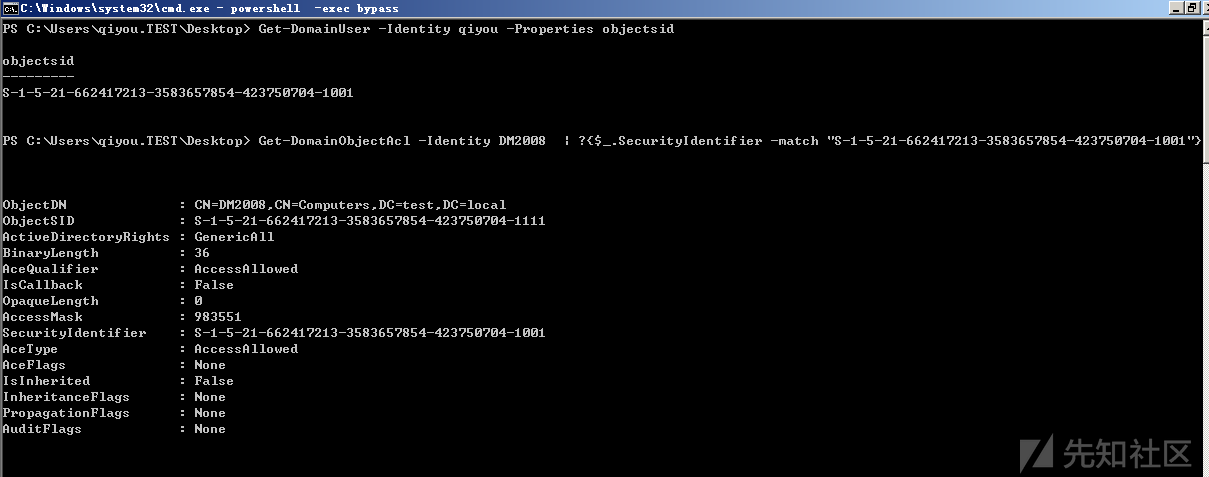 C:\Windows\system32\cmd.exe - powershell  -exec bypass
PS C:\Users\qiyou.TEST\Desktop> Get-DomainUser -Identity qiyou -Properties objectsid
objectsid
---------
S-1-5-21-662417213-3583657854-423750704-1001
PS C:\Users\qiyou.TEST\Desktop> Get-DomainObjectAcl -Identity DM2008  | ?{$_.SecurityIdentifier -match "S-1-5-21-662417213-3583657854-423750704-1001"}
ObjectDN              : CN=DM2008,CN=Computers,DC=test,DC=local
ObjectSID             : S-1-5-21-662417213-3583657854-423750704-1111
ActiveDirectoryRights : GenericAll
BinaryLength          : 36
AceQualifier          : AccessAllowed
IsCallback            : False
OpaqueLength          : 0
AccessMask            : 983551
SecurityIdentifier    : S-1-5-21-662417213-3583657854-423750704-1001
AceType               : AccessAllowed
AceFlags              : None
IsInherited           : False
InheritanceFlags      : None
PropagationFlags      : None
AuditFlags            : None
先知社区